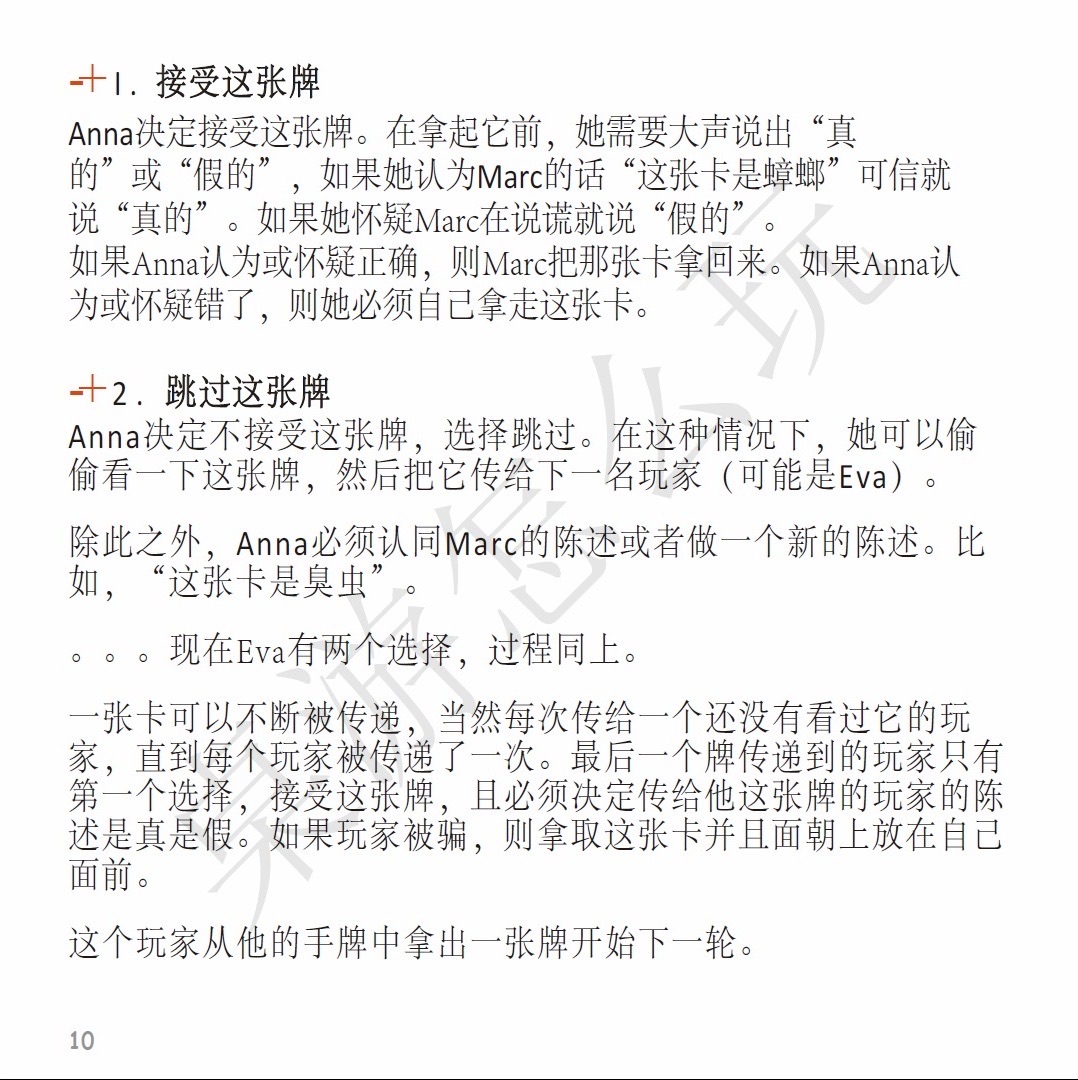 1. 接受这张牌
Anna决定接受这张牌。在拿起它前，她需要大声说出“真
的”或“假的”，如果她认为Marc的话“这张卡是蟑螂”可信就
说“真的”。如果她怀疑Marc在说谎就说“假的”。
如果Anna认为或怀疑正确，则Marc把那张卡拿回来。如果Anna认
为或怀疑错了，则她必须自己拿走这张卡。
2. 跳过这张牌
Anna决定不接受这张牌，选择跳过。在这种情况下，她可以偷
偷看一下这张牌，然后把它传给下一名玩家（可能是Eva）。
除此之外，Anna必须认同Marc的陈述或者做一个新的陈述。比
如，“这张卡是臭虫”。
。。。现在Eva有两个选择，过程同上。
一张卡可以不断被传递，当然每次传给一个还没有看过它的玩
家，直到每个玩家被传递了一次。最后一个牌传递到的玩家只有
第一个选择，接受这张牌，且必须决定传给他这张牌的玩家的陈
述是真是假。如果玩家被骗，则拿取这张卡并且面朝上放在自己
面前。
这个玩家从他的手牌中拿出一张牌开始下一轮。
10
桌游怎么玩